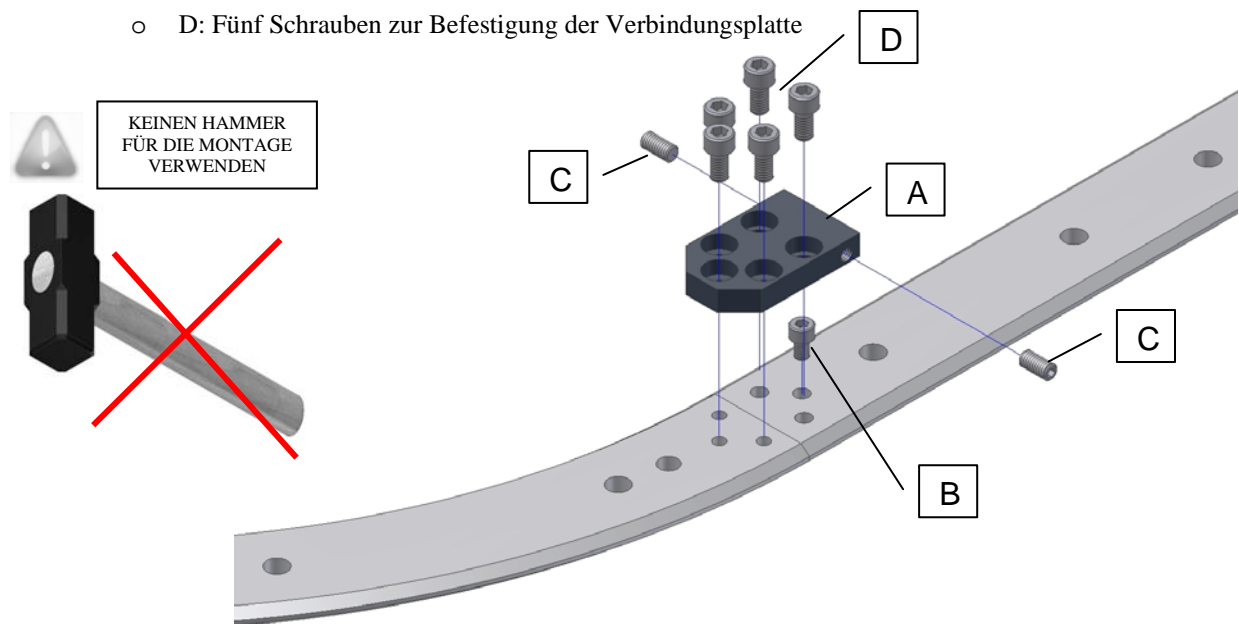 o D: Fünf Schrauben zur Befestigung der Verbindungsplatte
D
KEINEN HAMMER
FÜR DIE MONTAGE
VERWENDEN
C
A
C
B